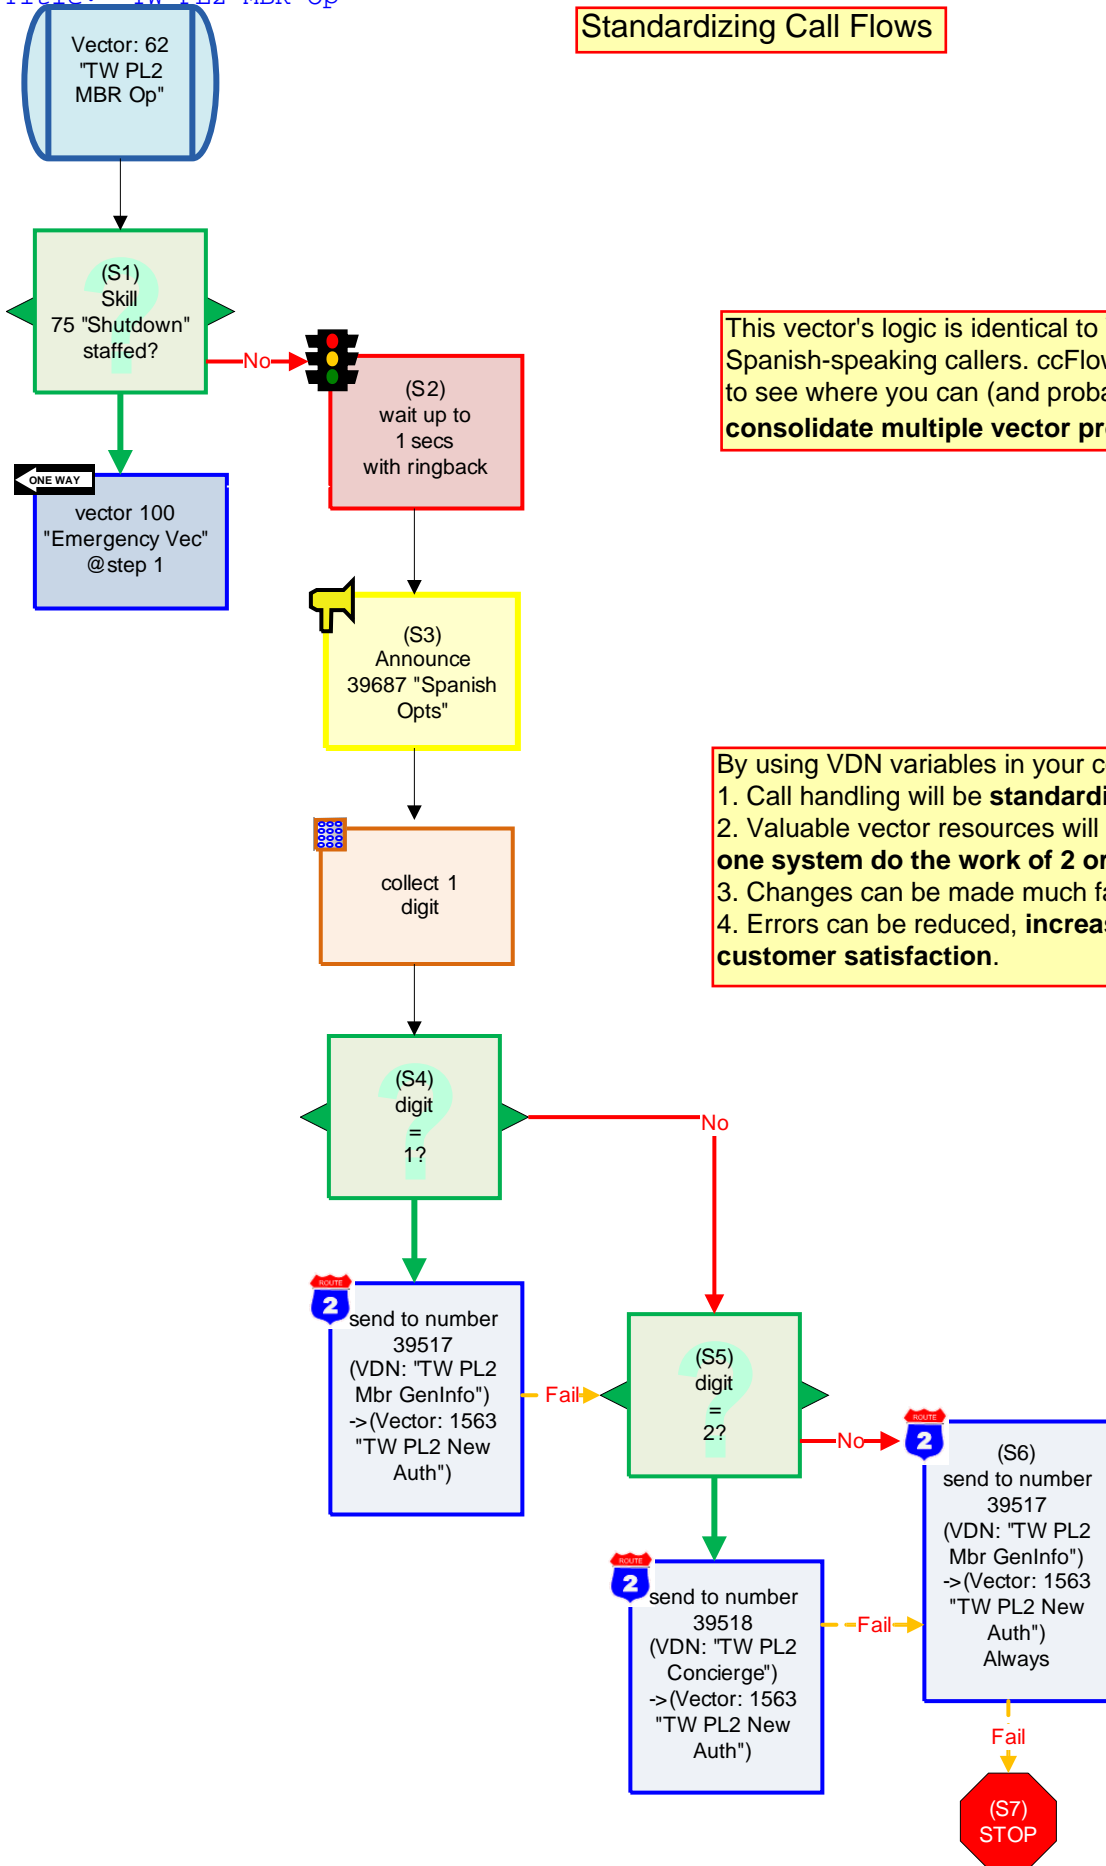 Title: "TW PL2 MBR Op"
Standardizing Call Flows
Vector: 62
"TW PL2
MBR Op"
(S1)
Skill
75 "Shutdown"
staffed?
No
ONE WAY
vector 100
"Emergency Vec"
@step 1
(S2)
wait up to
1 secs
with ringback
This vector's logic is identical to
Spanish-speaking callers. ccFlow
to see where you can (and proba
consolidate multiple vector pr
(S3)
Announce
39687 "Spanish
Opts"
By using VDN variables in your c
1. Call handling will be standardi
2. Valuable vector resources will
one system do the work of 2 or
3. Changes can be made much fa
4. Errors can be reduced, increas
customer satisfaction.
collect 1
digit
(S4)
digit
=
1?
No
ROUTE
2
send to number
39517
(VDN: "TW PL2
Mbr GenInfo")
->(Vector: 1563
"TW PL2 New
Auth")
Fail
(S5)
digit
=
2?
No
ROUTE
2
send to number
39518
(VDN: "TW PL2
Concierge")
->(Vector: 1563
"TW PL2 New
Auth")
Fail
ROUTE
2
(S6)
send to number
39517
(VDN: "TW PL2
Mbr GenInfo")
->(Vector: 1563
"TW PL2 New
Auth")
Always
Fail
(S7)
STOP